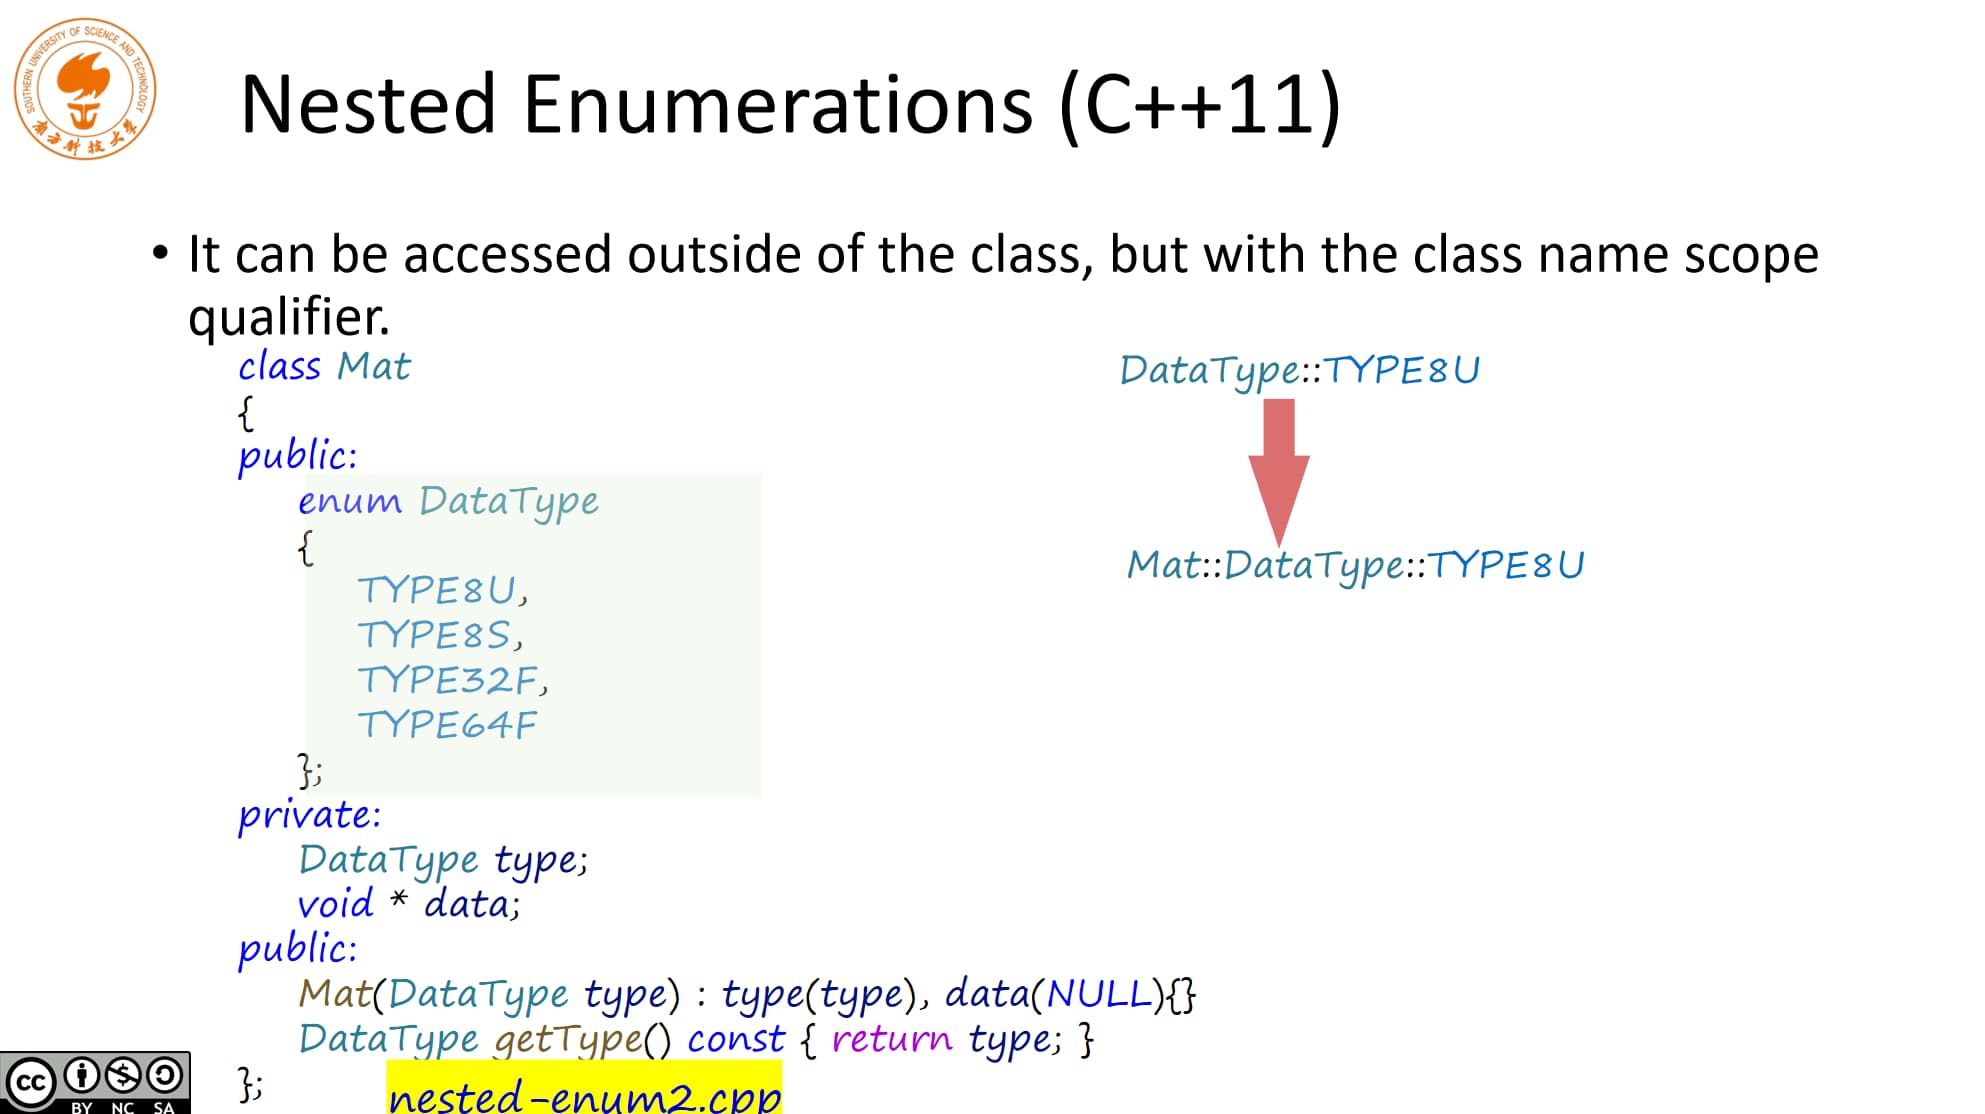 SOUTHERN UNIVERSITY OF SCIENCE AND TECHNOLOGY
南方科技大学
Nested Enumerations (C++11)
• It can be accessed outside of the class, but with the class name scope
qualifier.
class Mat
{
public:
enum DataType
{
TYPE8U,
TYPE8S,
TYPE32F,
TYPE64F
};
private:
DataType type;
void * data;
public:
Mat(DataType type) : type(type), data(NULL){}
DataType getType() const { return type; }
};
DataType::TYPE8U
Mat::DataType::TYPE8U
nested-enum2.cpp
cc
BY NC SA